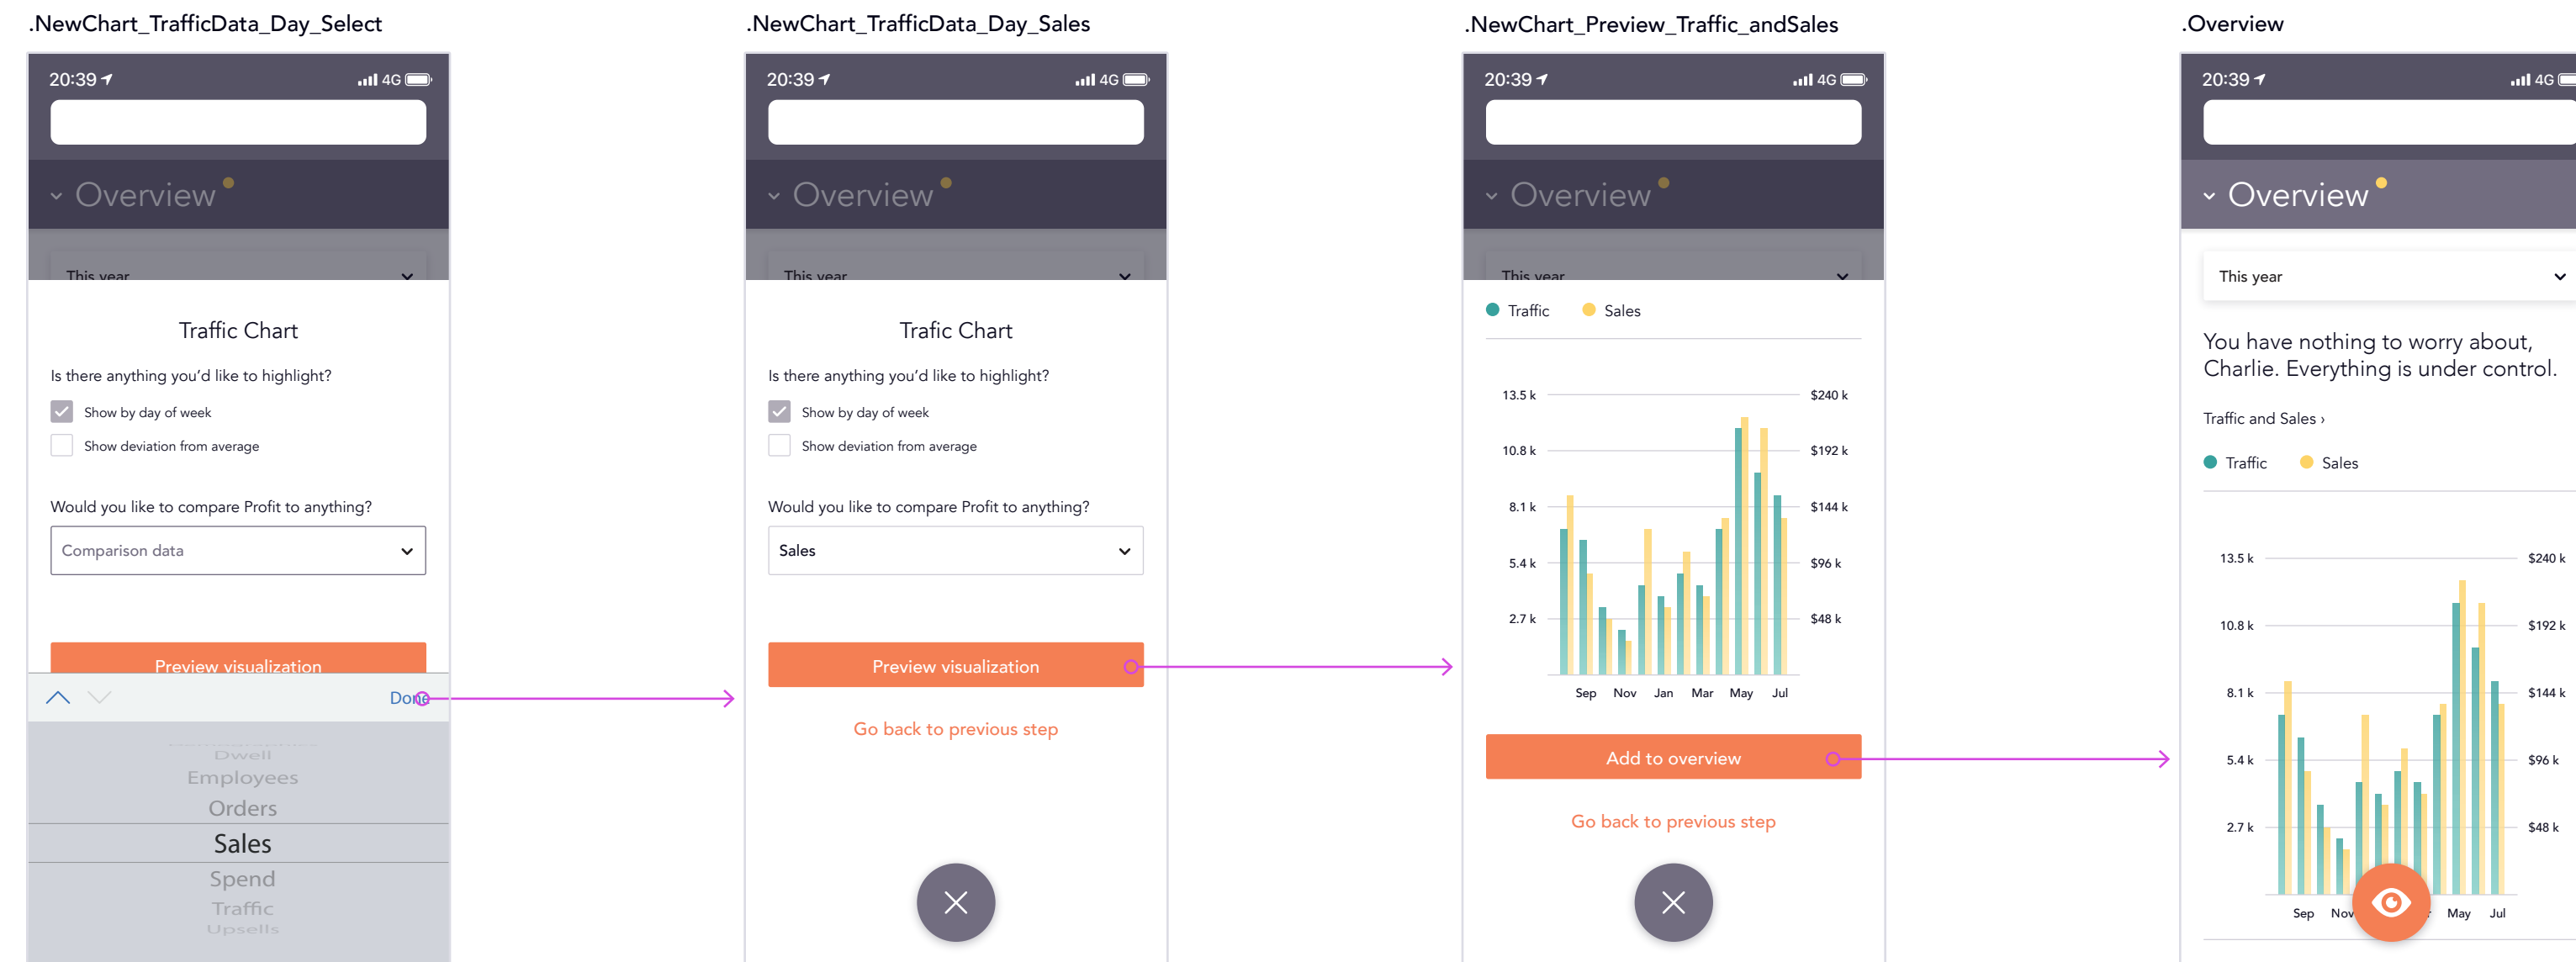 .NewChart_TrafficData_Day_Select
20:39
4G
Overview
This year
Traffic Chart
Is there anything you'd like to highlight?
Show by day of week
Show deviation from average
Would you like to compare Profit to anything?
Comparison data
Preview visualization
Done
Dwell
Employees
Orders
Sales
Spend
Traffic
Upsells
.NewChart_TrafficData_Day_Sales
20:39
4G
Overview
This year
Trafic Chart
Is there anything you'd like to highlight?
Show by day of week
Show deviation from average
Would you like to compare Profit to anything?
Sales
Preview visualization
Go back to previous step
.NewChart_Preview_Traffic_andSales
20:39
4G
Overview
This year
Traffic Sales
13.5 k $240 k
10.8 k $192 k
8.1 k $144 k
5.4 k $96 k
2.7 k $48 k
Sep Nov Jan Mar May Jul
Add to overview
Go back to previous step
.Overview
20:39
4G
Overview
This year
You have nothing to worry about,
Charlie. Everything is under control.
Traffic and Sales ›
Traffic Sales
13.5 k $240 k
10.8 k $192 k
8.1 k $144 k
5.4 k $96 k
2.7 k $48 k
Sep Nov May Jul